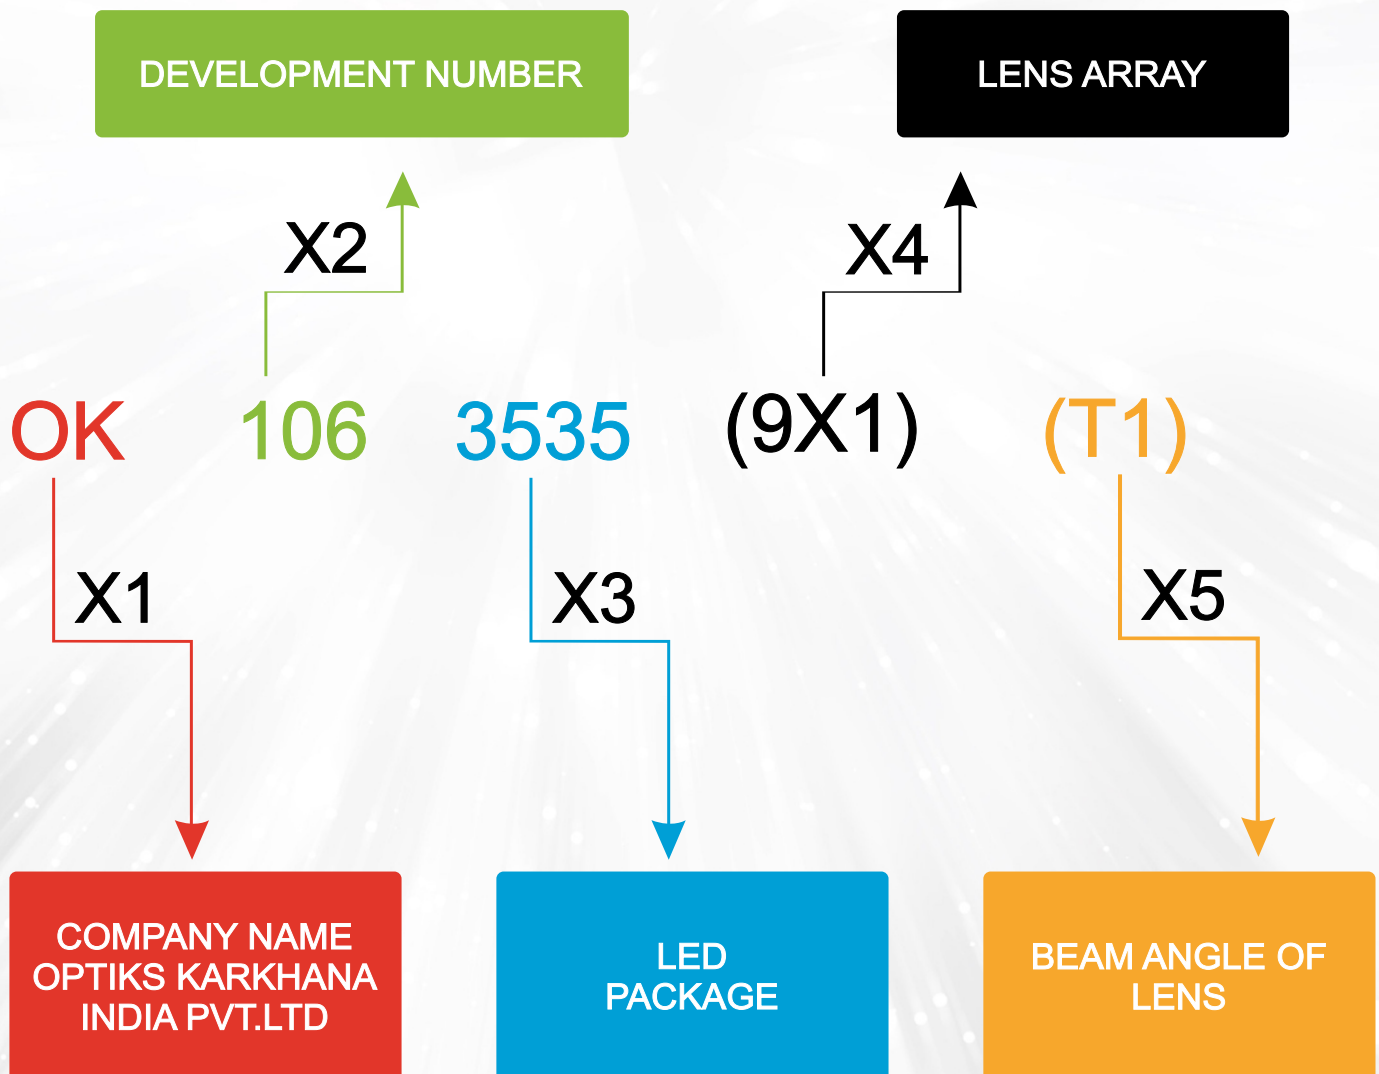 DEVELOPMENT NUMBER
LENS ARRAY
X2
X4
OK 106 3535 (9X1) (T1)
X1
X3
X5
COMPANY NAME
OPTIKS KARKHANA
INDIA PVT.LTD
LED
PACKAGE
BEAM ANGLE OF
LENS